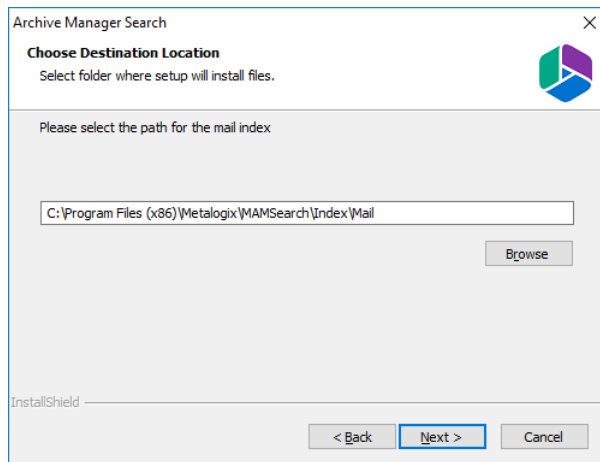 Archive Manager Search
Choose Destination Location
Select folder where setup will install files.
Please select the path for the mail index
C:\Program Files (x86)\Metalogix\MAMSearch\Index\Mail
Browse
InstallShield
< Back
Next >
Cancel